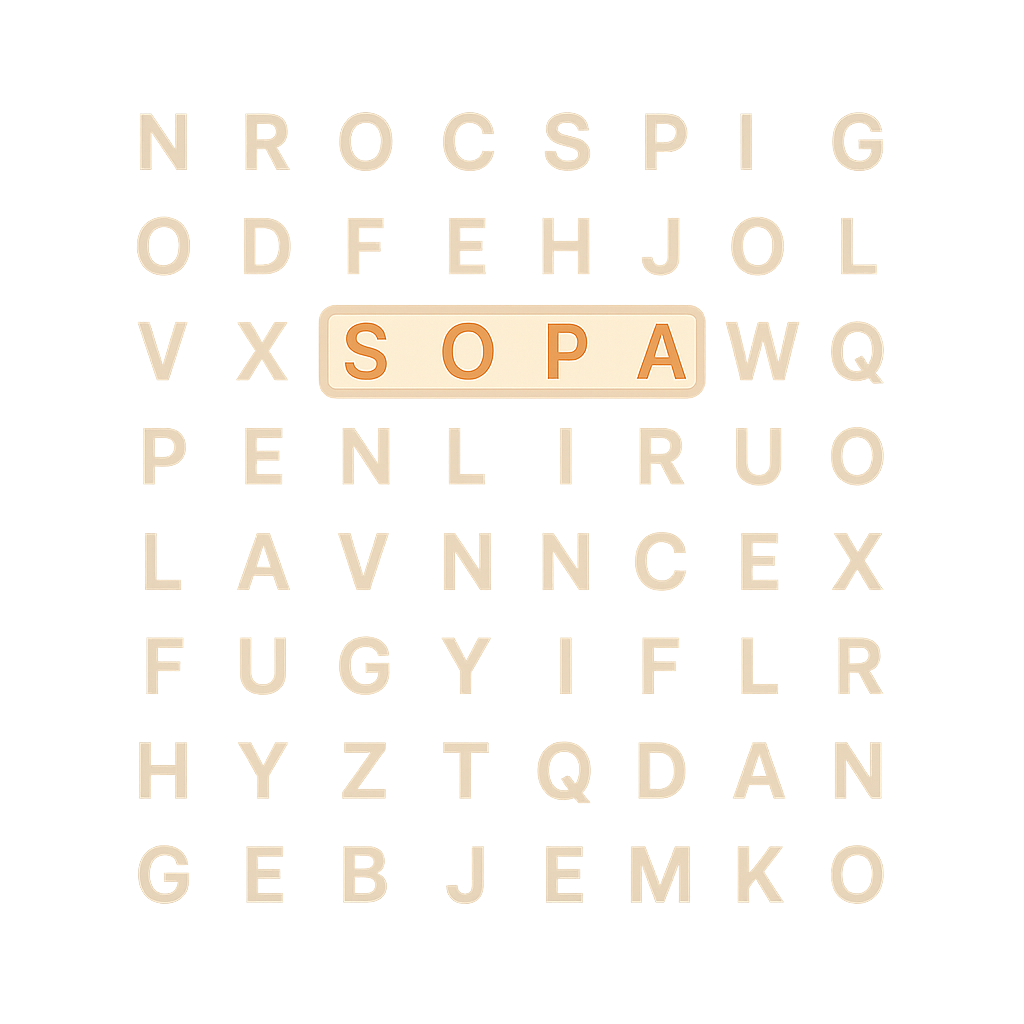 N R O C S P I G
O D F E H J O L
V X S O P A W Q
P E N L I R U O
L A V N N C E X
F U G Y I F L R
H Y Z T Q D A N
G E B J E M K O